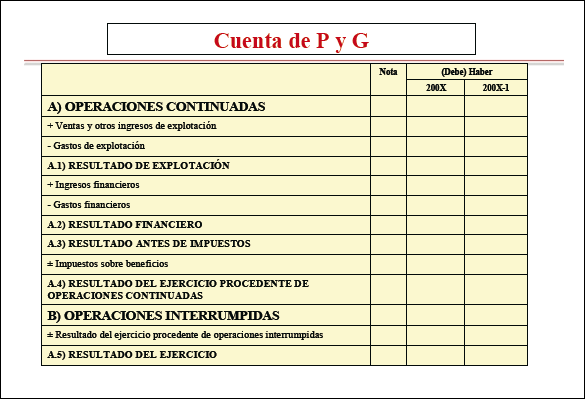 Cuenta de P y G
Nota
(Debe) Haber
200X
200X-1
A) OPERACIONES CONTINUADAS
+ Ventas y otros ingresos de explotación
- Gastos de explotación
A.1) RESULTADO DE EXPLOTACIÓN
+ Ingresos financieros
- Gastos financieros
A.2) RESULTADO FINANCIERO
A.3) RESULTADO ANTES DE IMPUESTOS
± Impuestos sobre beneficios
A.4) RESULTADO DEL EJERCICIO PROCEDENTE DE
OPERACIONES CONTINUADAS
B) OPERACIONES INTERRUMPIDAS
± Resultado del ejercicio procedente de operaciones interrumpidas
A.5) RESULTADO DEL EJERCICIO